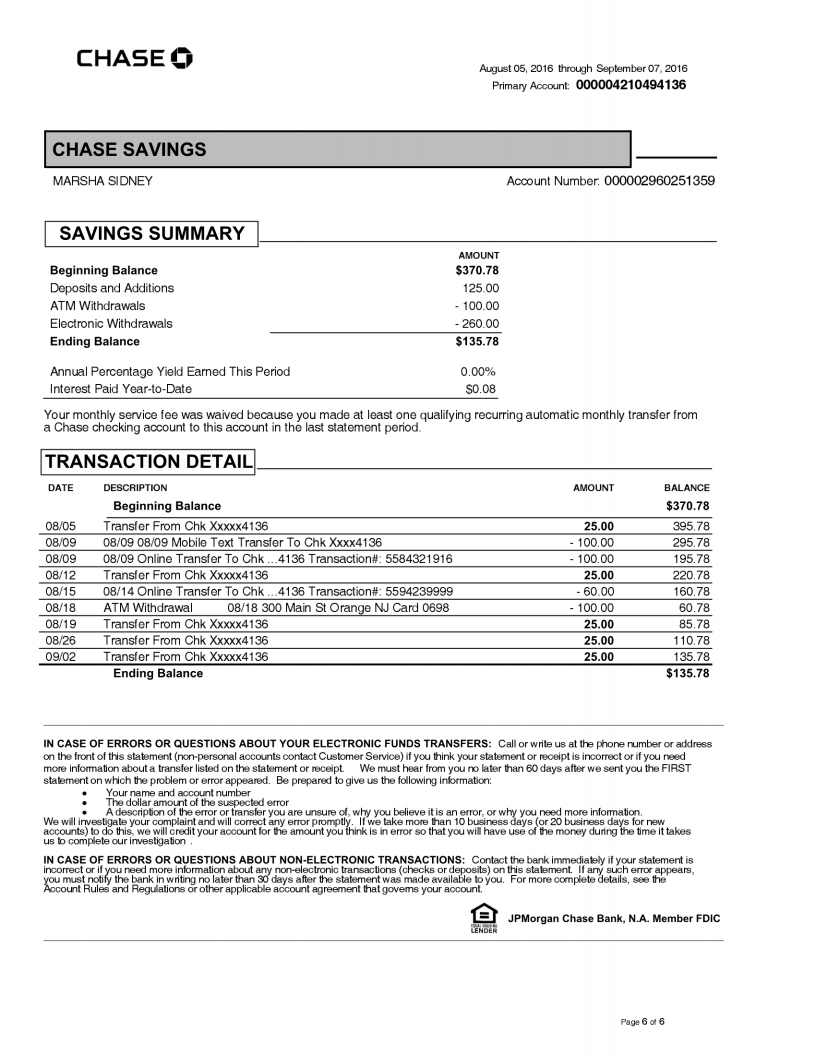 CHASE
August 05, 2016 through September 07, 2016
Primary Account: 000004210494136
CHASE SAVINGS
MARSHA SIDNEY Account Number: 000002960251359
SAVINGS SUMMARY
AMOUNT
Beginning Balance $370.78
Deposits and Additions 125.00
ATM Withdrawals - 100.00
Electronic Withdrawals - 260.00
Ending Balance $135.78
Annual Percentage Yield Earned This Period 0.00%
Interest Paid Year-to-Date $0.08
Your monthly service fee was waived because you made at least one qualifying recurring automatic monthly transfer from
a Chase checking account to this account in the last statement period.
TRANSACTION DETAIL
DATE DESCRIPTION AMOUNT BALANCE
Beginning Balance $370.78
08/05 Transfer From Chk Xxxxx4136 25.00 395.78
08/09 08/09 08/09 Mobile Text Transfer To Chk Xxxx4136 - 100.00 295.78
08/09 08/09 Online Transfer To Chk ...4136 Transaction#: 5584321916 - 100.00 195.78
08/12 Transfer From Chk Xxxxx4136 25.00 220.78
08/15 08/14 Online Transfer To Chk ...4136 Transaction#: 5594239999 - 60.00 160.78
08/18 ATM Withdrawal 08/18 300 Main St Orange NJ Card 0698 - 100.00 60.78
08/19 Transfer From Chk Xxxxx4136 25.00 85.78
08/26 Transfer From Chk Xxxxx4136 25.00 110.78
09/02 Transfer From Chk Xxxxx4136 25.00 135.78
Ending Balance $135.78
IN CASE OF ERRORS OR QUESTIONS ABOUT YOUR ELECTRONIC FUNDS TRANSFERS: Call or write us at the phone number or address
on the front of this statement (non-personal accounts contact Customer Service) if you think your statement or receipt is incorrect or if you need
more information about a transfer listed on the statement or receipt. We must hear from you no later than 60 days after we sent you the FIRST
statement on which the problem or error appeared. Be prepared to give us the following information:
● Your name and account number
● The dollar amount of the suspected error
● A description of the error or transfer you are unsure of, why you believe it is an error, or why you need more information.
We will investigate your complaint and will correct any error promptly. If we take more than 10 business days (or 20 business days for new
accounts) to do this, we will credit your account for the amount you think is in error so that you will have use of the money during the time it takes
us to complete our investigation .
IN CASE OF ERRORS OR QUESTIONS ABOUT NON-ELECTRONIC TRANSACTIONS: Contact the bank immediately if your statement is
incorrect or if you need more information about any non-electronic transactions (checks or deposits) on this statement. If any such error appears,
you must notify the bank in writing no later than 30 days after the statement was made available to you. For more complete details, see the
Account Rules and Regulations or other applicable account agreement that governs your account.
EQUAL HOUSING
LENDER
JPMorgan Chase Bank, N.A. Member FDIC
Page 6 of 6